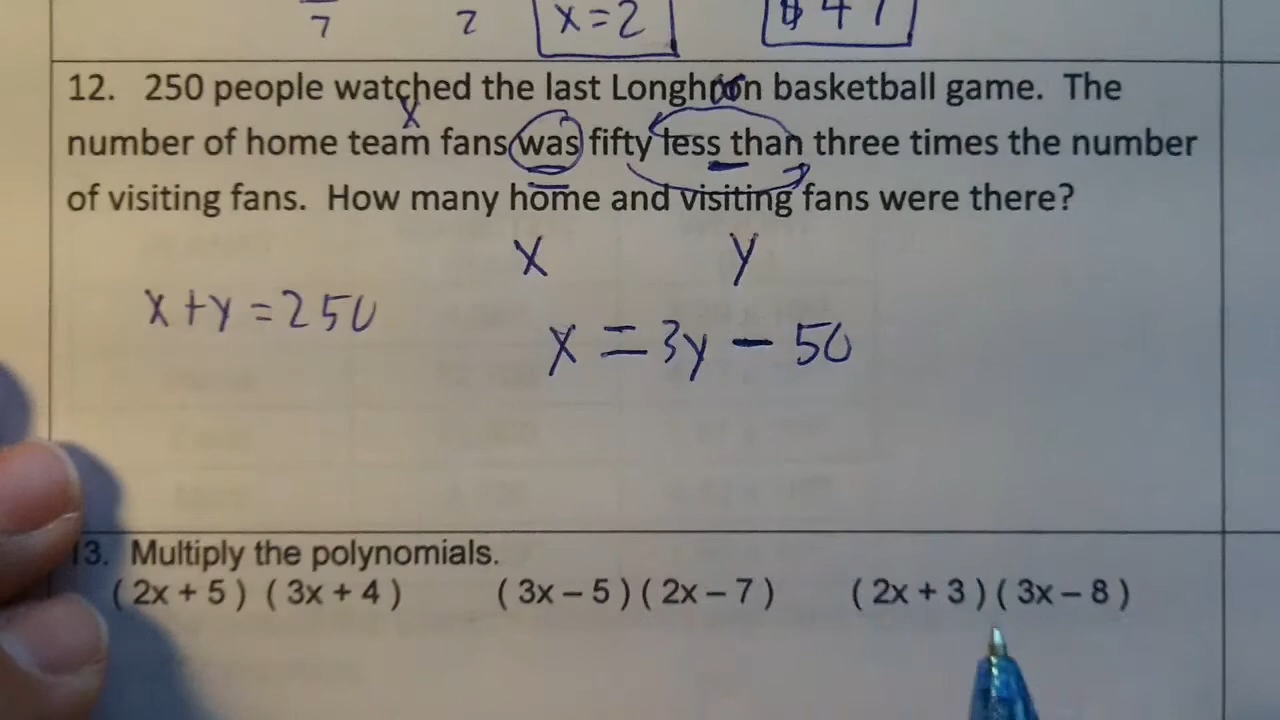 7 2 x=2 $47
12. 250 people watched the last Longhorn basketball game. The
x
number of home team fans was fifty less than three times the number
of visiting fans. How many home and visiting fans were there?
x y
x+y=250
x=3y-50
13. Multiply the polynomials.
(2x+5) (3x+4) (3x-5)(2x-7) (2x+3)(3x-8)